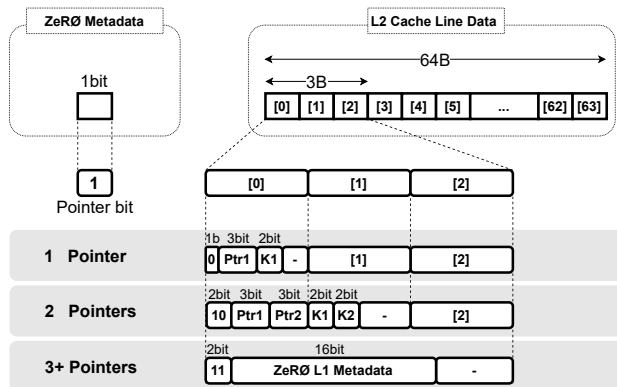 ZeRØ Metadata
L2 Cache Line Data
1bit
64B
3B
[0] [1] [2] [3] [4] [5] ... [62] [63]
1
Pointer bit
[0] [1] [2]
1b 3bit 2bit
1 Pointer
0 Ptr1 K1 - [1] [2]
2bit 3bit 3bit 2bit 2bit
2 Pointers
10 Ptr1 Ptr2 K1 K2 - [2]
2bit 16bit
3+ Pointers
11 ZeRØ L1 Metadata -